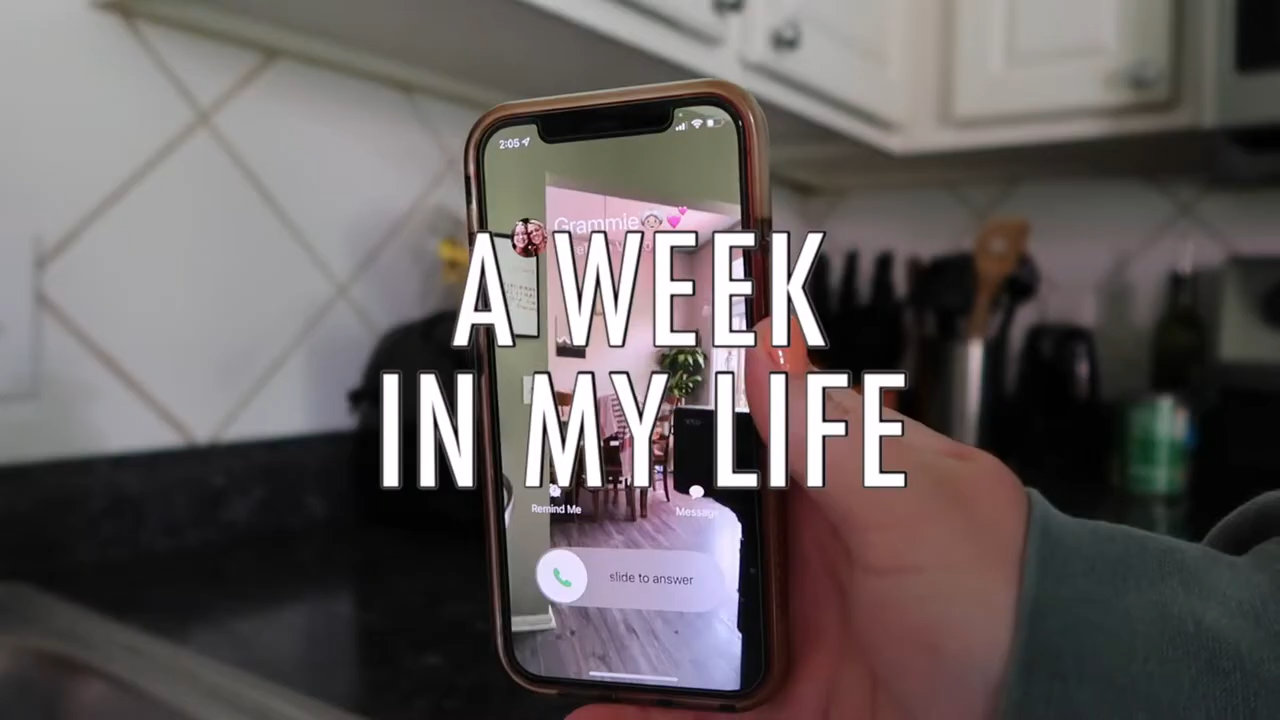 2:05
Grammie👵🏼💕
A WEEK
IN MY LIFE
Remind Me
Message
slide to answer